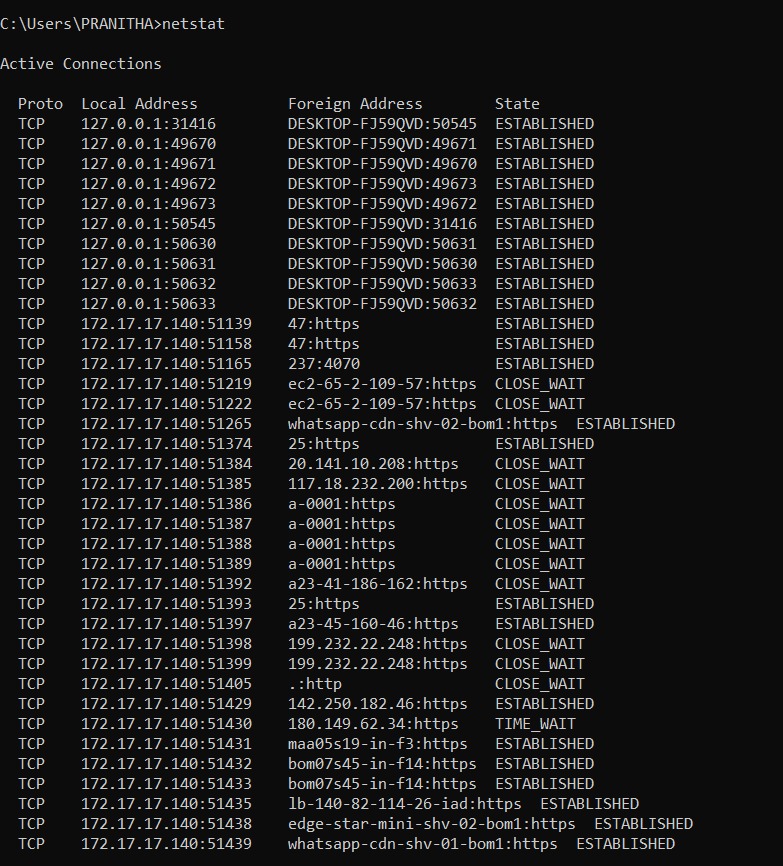 C:\Users\PRANITHA>netstat
Active Connections
Proto  Local Address          Foreign Address        State
TCP    127.0.0.1:31416        DESKTOP-FJ59QVD:50545  ESTABLISHED
TCP    127.0.0.1:49670        DESKTOP-FJ59QVD:49671  ESTABLISHED
TCP    127.0.0.1:49671        DESKTOP-FJ59QVD:49670  ESTABLISHED
TCP    127.0.0.1:49672        DESKTOP-FJ59QVD:49673  ESTABLISHED
TCP    127.0.0.1:49673        DESKTOP-FJ59QVD:49672  ESTABLISHED
TCP    127.0.0.1:50545        DESKTOP-FJ59QVD:31416  ESTABLISHED
TCP    127.0.0.1:50630        DESKTOP-FJ59QVD:50631  ESTABLISHED
TCP    127.0.0.1:50631        DESKTOP-FJ59QVD:50630  ESTABLISHED
TCP    127.0.0.1:50632        DESKTOP-FJ59QVD:50633  ESTABLISHED
TCP    127.0.0.1:50633        DESKTOP-FJ59QVD:50632  ESTABLISHED
TCP    172.17.17.140:51139    47:https               ESTABLISHED
TCP    172.17.17.140:51158    47:https               ESTABLISHED
TCP    172.17.17.140:51165    237:4070               ESTABLISHED
TCP    172.17.17.140:51219    ec2-65-2-109-57:https  CLOSE_WAIT
TCP    172.17.17.140:51222    ec2-65-2-109-57:https  CLOSE_WAIT
TCP    172.17.17.140:51265    whatsapp-cdn-shv-02-bom1:https  ESTABLISHED
TCP    172.17.17.140:51374    25:https               ESTABLISHED
TCP    172.17.17.140:51384    20.141.10.208:https    CLOSE_WAIT
TCP    172.17.17.140:51385    117.18.232.200:https   CLOSE_WAIT
TCP    172.17.17.140:51386    a-0001:https           CLOSE_WAIT
TCP    172.17.17.140:51387    a-0001:https           CLOSE_WAIT
TCP    172.17.17.140:51388    a-0001:https           CLOSE_WAIT
TCP    172.17.17.140:51389    a-0001:https           CLOSE_WAIT
TCP    172.17.17.140:51392    a23-41-186-162:https   CLOSE_WAIT
TCP    172.17.17.140:51393    25:https               ESTABLISHED
TCP    172.17.17.140:51397    a23-45-160-46:https    ESTABLISHED
TCP    172.17.17.140:51398    199.232.22.248:https   CLOSE_WAIT
TCP    172.17.17.140:51399    199.232.22.248:https   CLOSE_WAIT
TCP    172.17.17.140:51405    .:http                 CLOSE_WAIT
TCP    172.17.17.140:51429    142.250.182.46:https   ESTABLISHED
TCP    172.17.17.140:51430    180.149.62.34:https    TIME_WAIT
TCP    172.17.17.140:51431    maa05s19-in-f3:https   ESTABLISHED
TCP    172.17.17.140:51432    bom07s45-in-f14:https  ESTABLISHED
TCP    172.17.17.140:51433    bom07s45-in-f14:https  ESTABLISHED
TCP    172.17.17.140:51435    lb-140-82-114-26-iad:https  ESTABLISHED
TCP    172.17.17.140:51438    edge-star-mini-shv-02-bom1:https  ESTABLISHED
TCP    172.17.17.140:51439    whatsapp-cdn-shv-01-bom1:https  ESTABLISHED